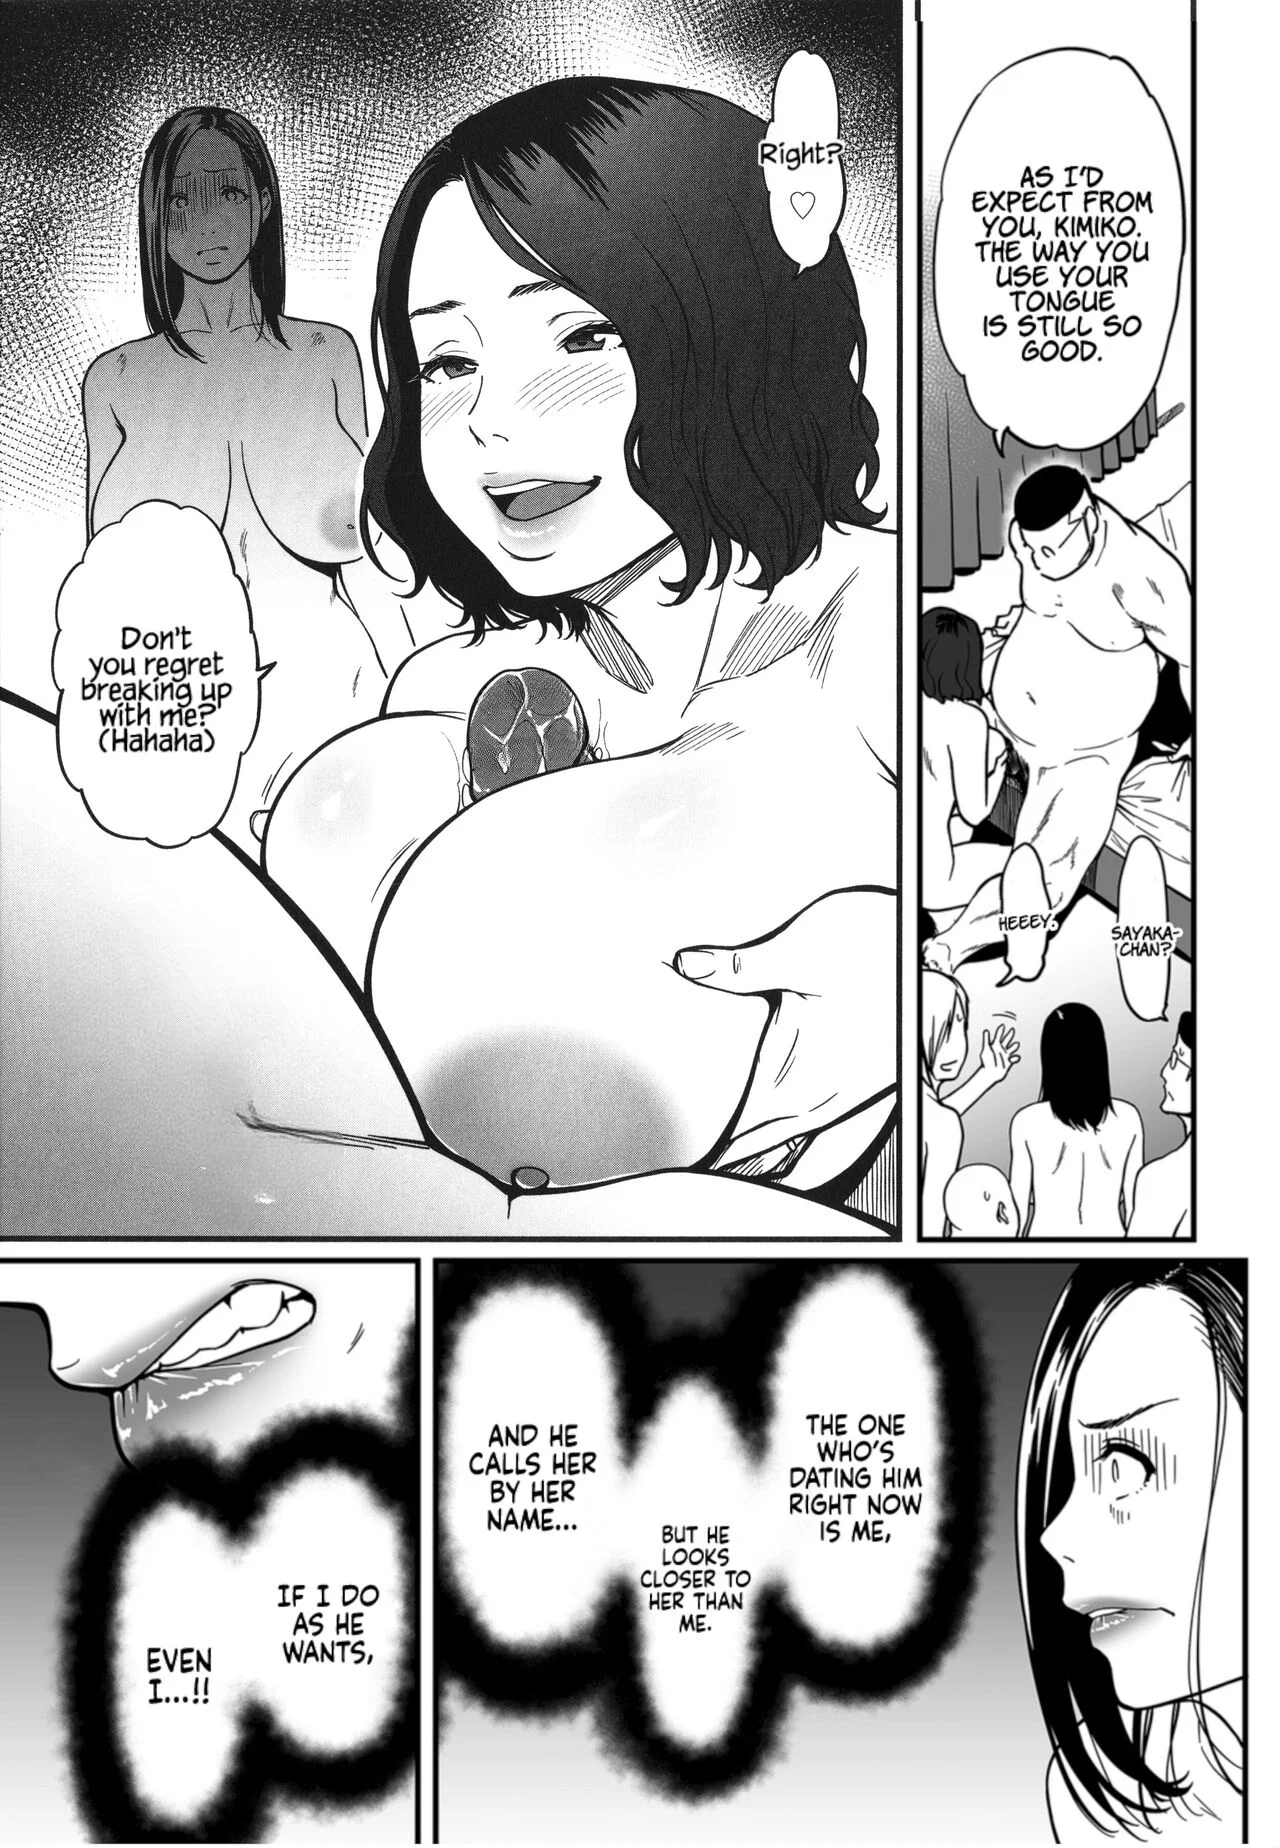 AS I'D
EXPECT FROM
YOU, KIMIKO.
THE WAY YOU
USE YOUR
TONGUE
IS STILL SO
GOOD.
HEEEY.
SAYAKA-
CHAN?
Right?
♡
Don't
you regret
breaking up
with me?
(Hahaha)
THE ONE
WHO'S
DATING HIM
RIGHT NOW
IS ME,
BUT HE
LOOKS
CLOSER TO
HER THAN
ME.
AND HE
CALLS HER
BY HER
NAME...
IF I DO
AS HE
WANTS,
EVEN
I...!!